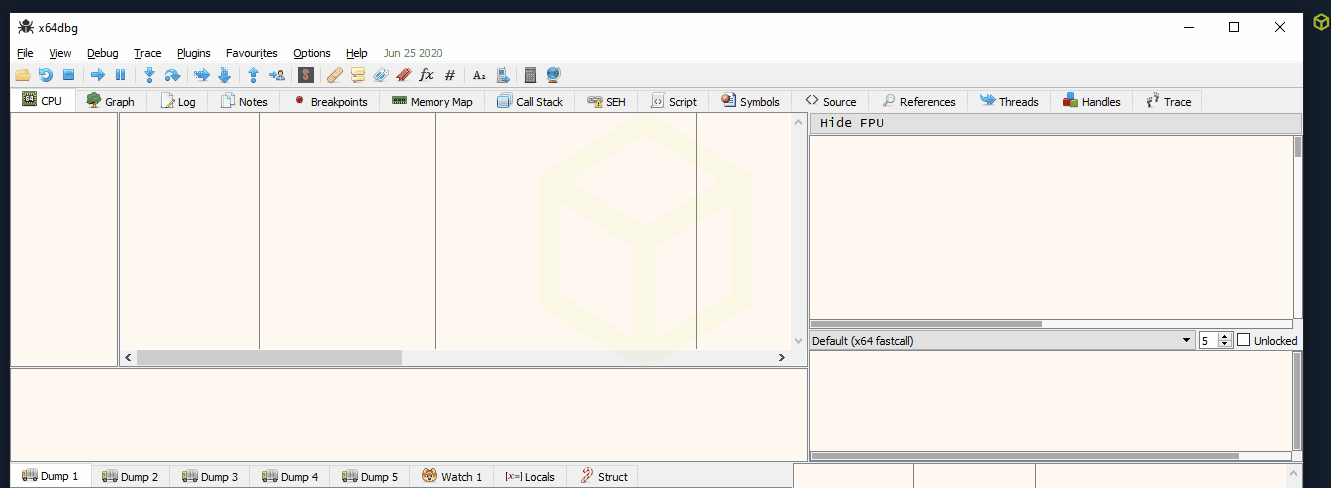 x64dbg
File View Debug Trace Plugins Favourites Options Help Jun 25 2020
S fx # A₂
CPU Graph Log Notes Breakpoints Memory Map Call Stack SEH Script Symbols Source References Threads Handles Trace
Hide FPU
Default (x64 fastcall) 5 Unlocked
Dump 1 Dump 2 Dump 3 Dump 4 Dump 5 Watch 1 [x=] Locals Struct